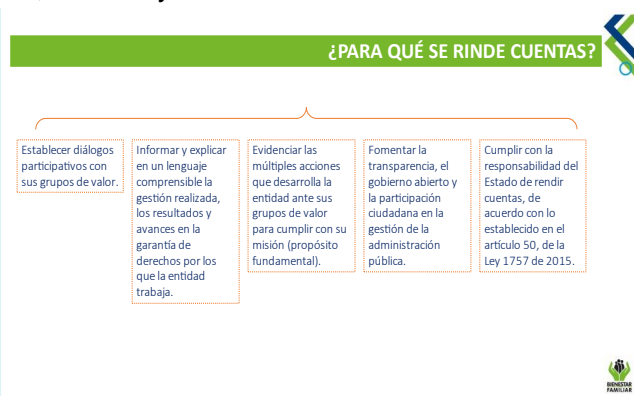 ¿PARA QUÉ SE RINDE CUENTAS?
Establecer diálogos
participativos con
sus grupos de valor.
Informar y explicar
en un lenguaje
comprensible la
gestión realizada,
los resultados y
avances en la
garantía de
derechos por los
que la entidad
trabaja.
Evidenciar las
múltiples acciones
que desarrolla la
entidad ante sus
grupos de valor
para cumplir con su
misión (propósito
fundamental).
Fomentar la
transparencia, el
gobierno abierto y
la participación
ciudadana en la
gestión de la
administración
pública.
Cumplir con la
responsabilidad del
Estado de rendir
cuentas, de
acuerdo con lo
establecido en el
artículo 50, de la
Ley 1757 de 2015.
BIENESTAR
FAMILIAR